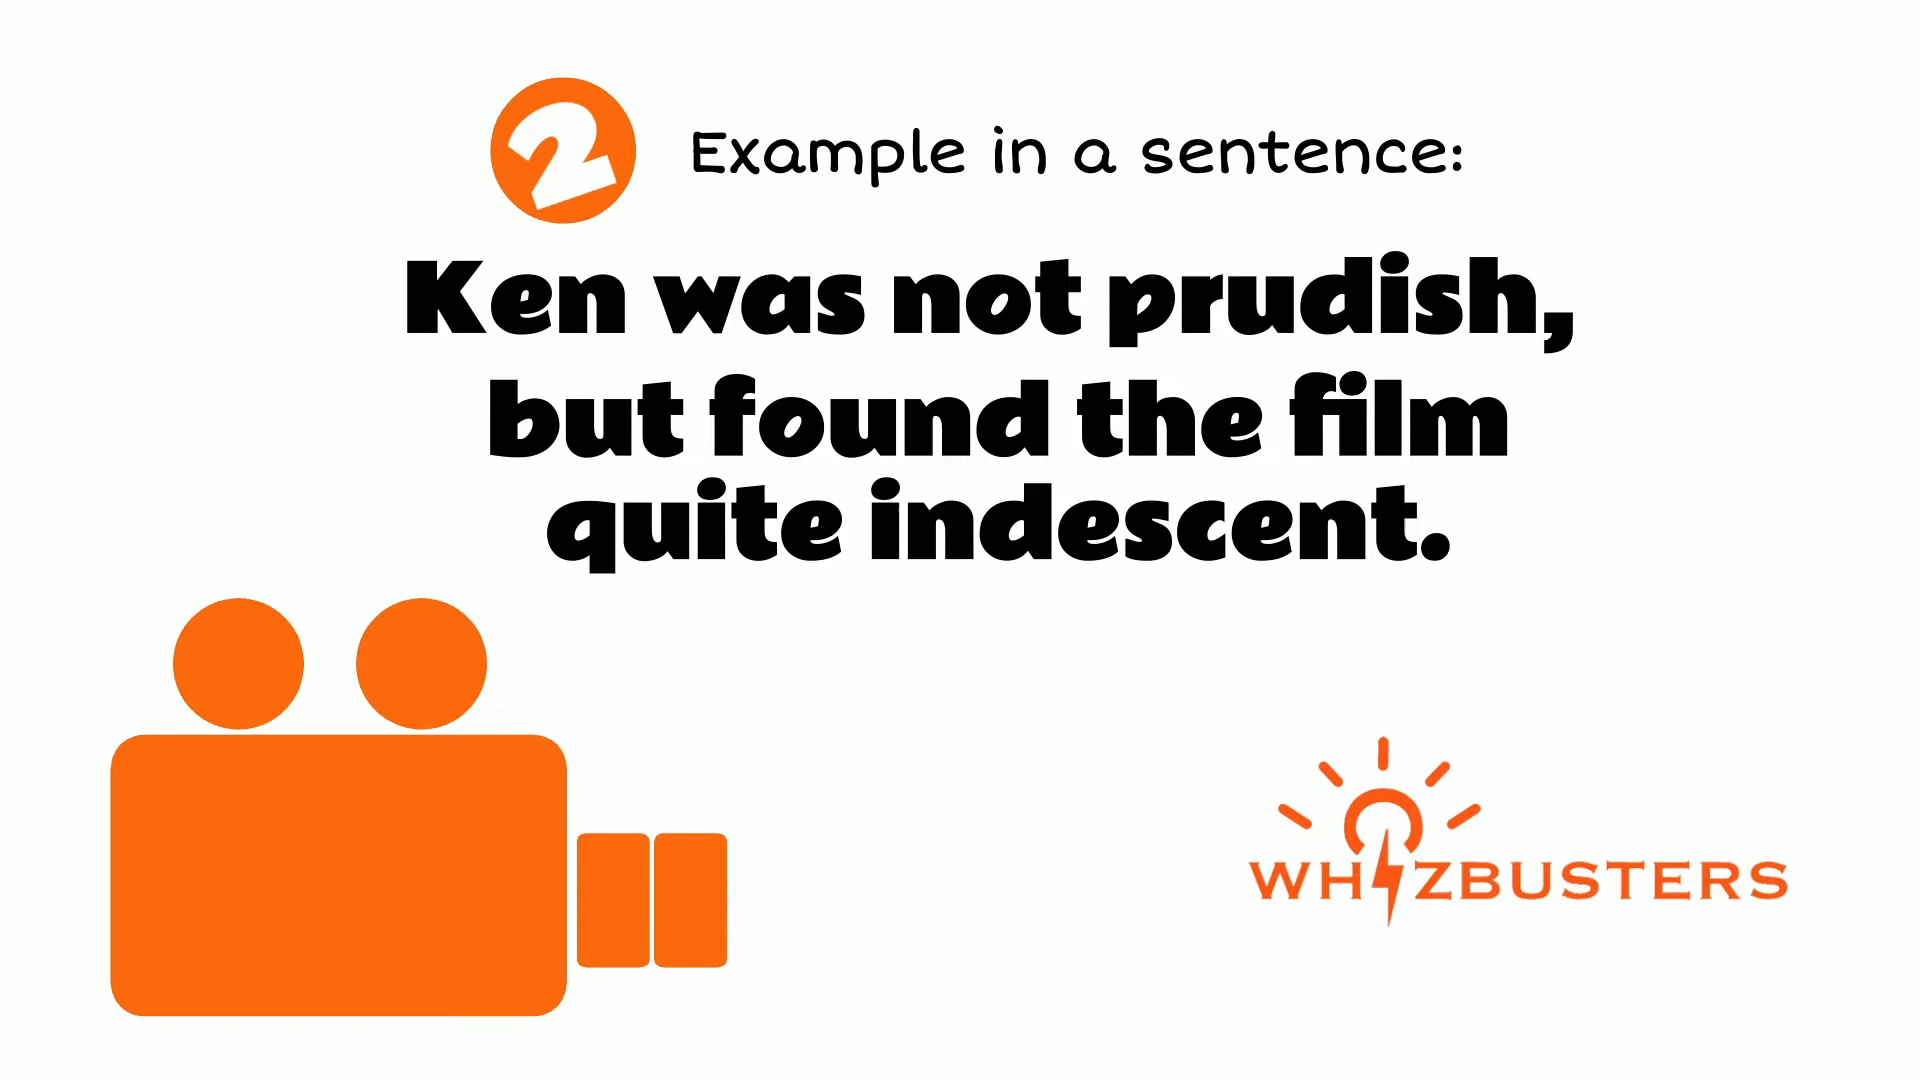 2 Example in a sentence:
Ken was not prudish,
but found the film
quite indescent.
WHIZBUSTERS